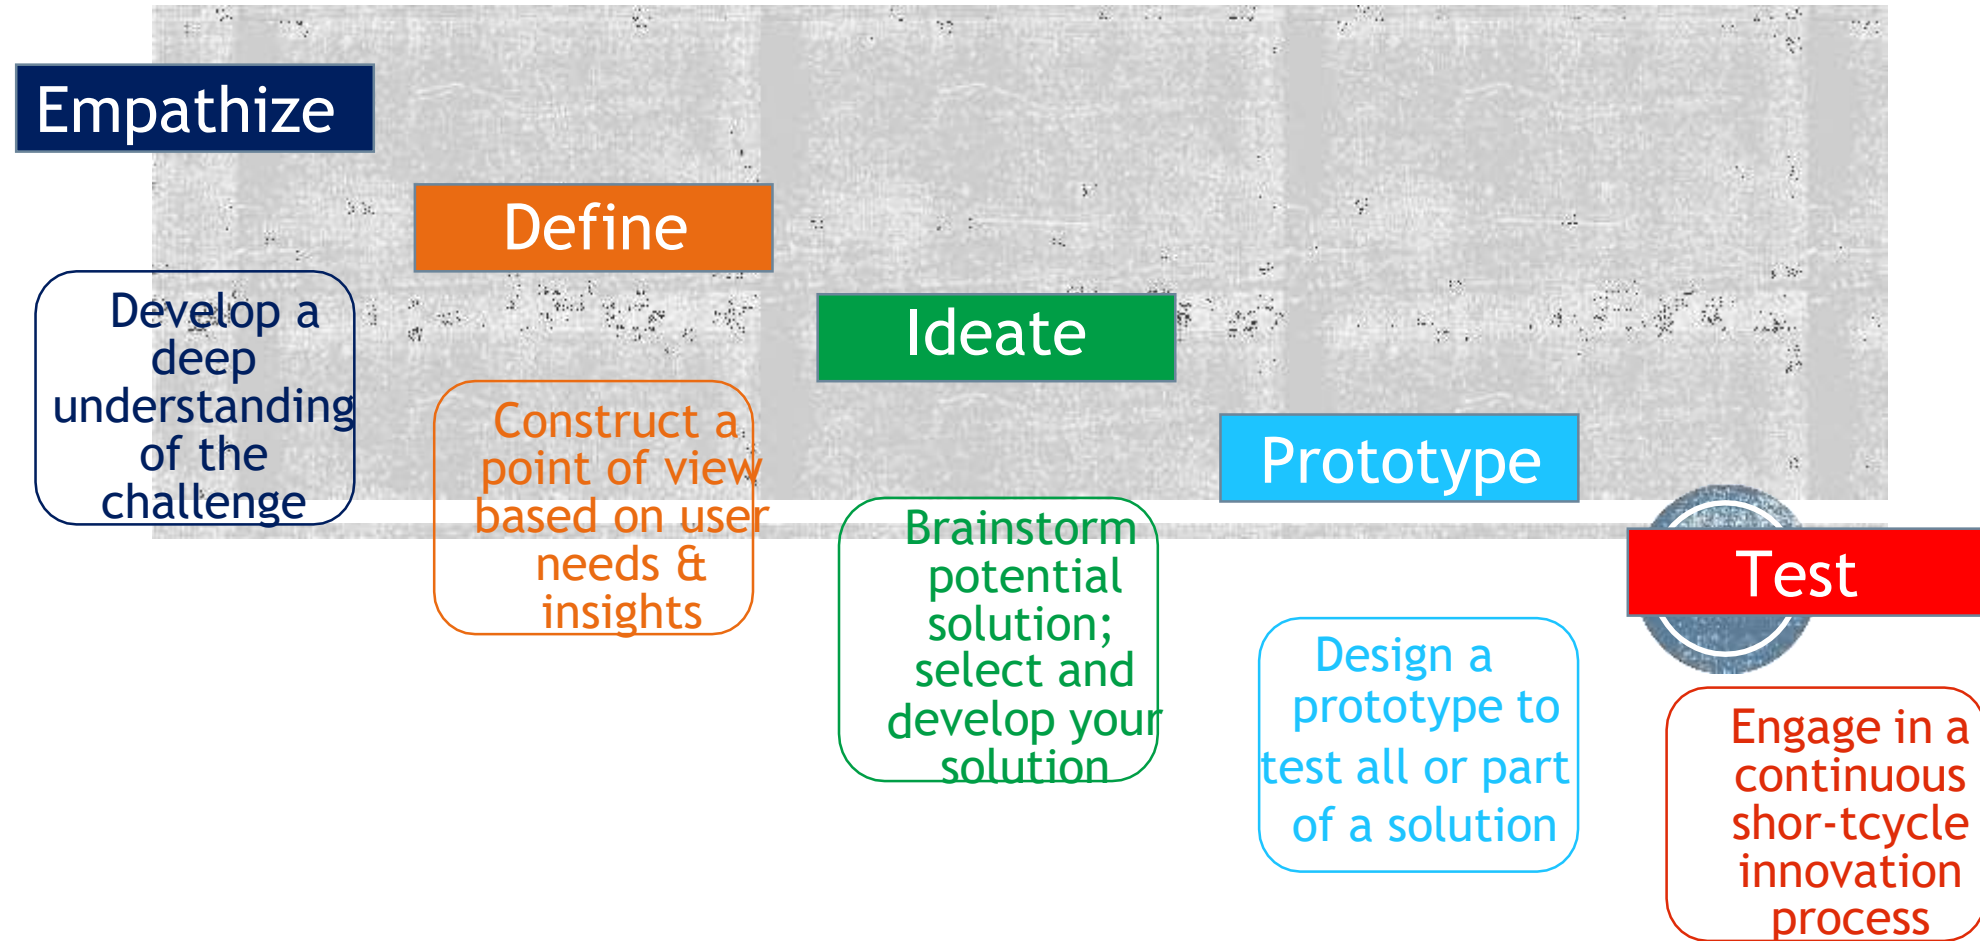 Empathize
Develop a
deep
understanding
of the
challenge
Define
Construct a
point of view
based on user
needs &
insights
Ideate
Brainstorm
potential
solution;
select and
develop your
solution
Prototype
Design a
prototype to
test all or part
of a solution
Test
Engage in a
continuous
shor-tcycle
innovation
process